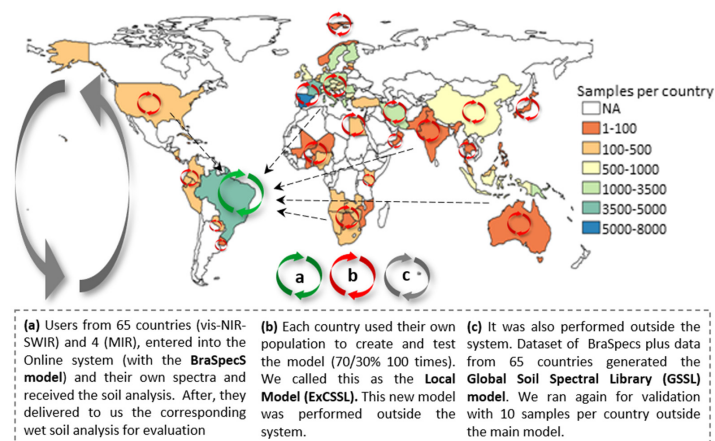 Samples per country
NA
1-100
100-500
500-1000
1000-3500
3500-5000
5000-8000
a
b
c
(a) Users from 65 countries (vis-NIR-
SWIR) and 4 (MIR), entered into the
Online system (with the BraSpecS
model) and their own spectra and
received the soil analysis. After, they
delivered to us the corresponding
wet soil analysis for evaluation
(b) Each country used their own
population to create and test
the model (70/30% 100 times).
We called this as the Local
Model (ExCSSL). This new model
was performed outside the
system.
(c) It was also performed outside the
system. Dataset of BraSpecs plus data
from 65 countries generated the
Global Soil Spectral Library (GSSL)
model. We ran again for validation
with 10 samples per country outside
the main model.